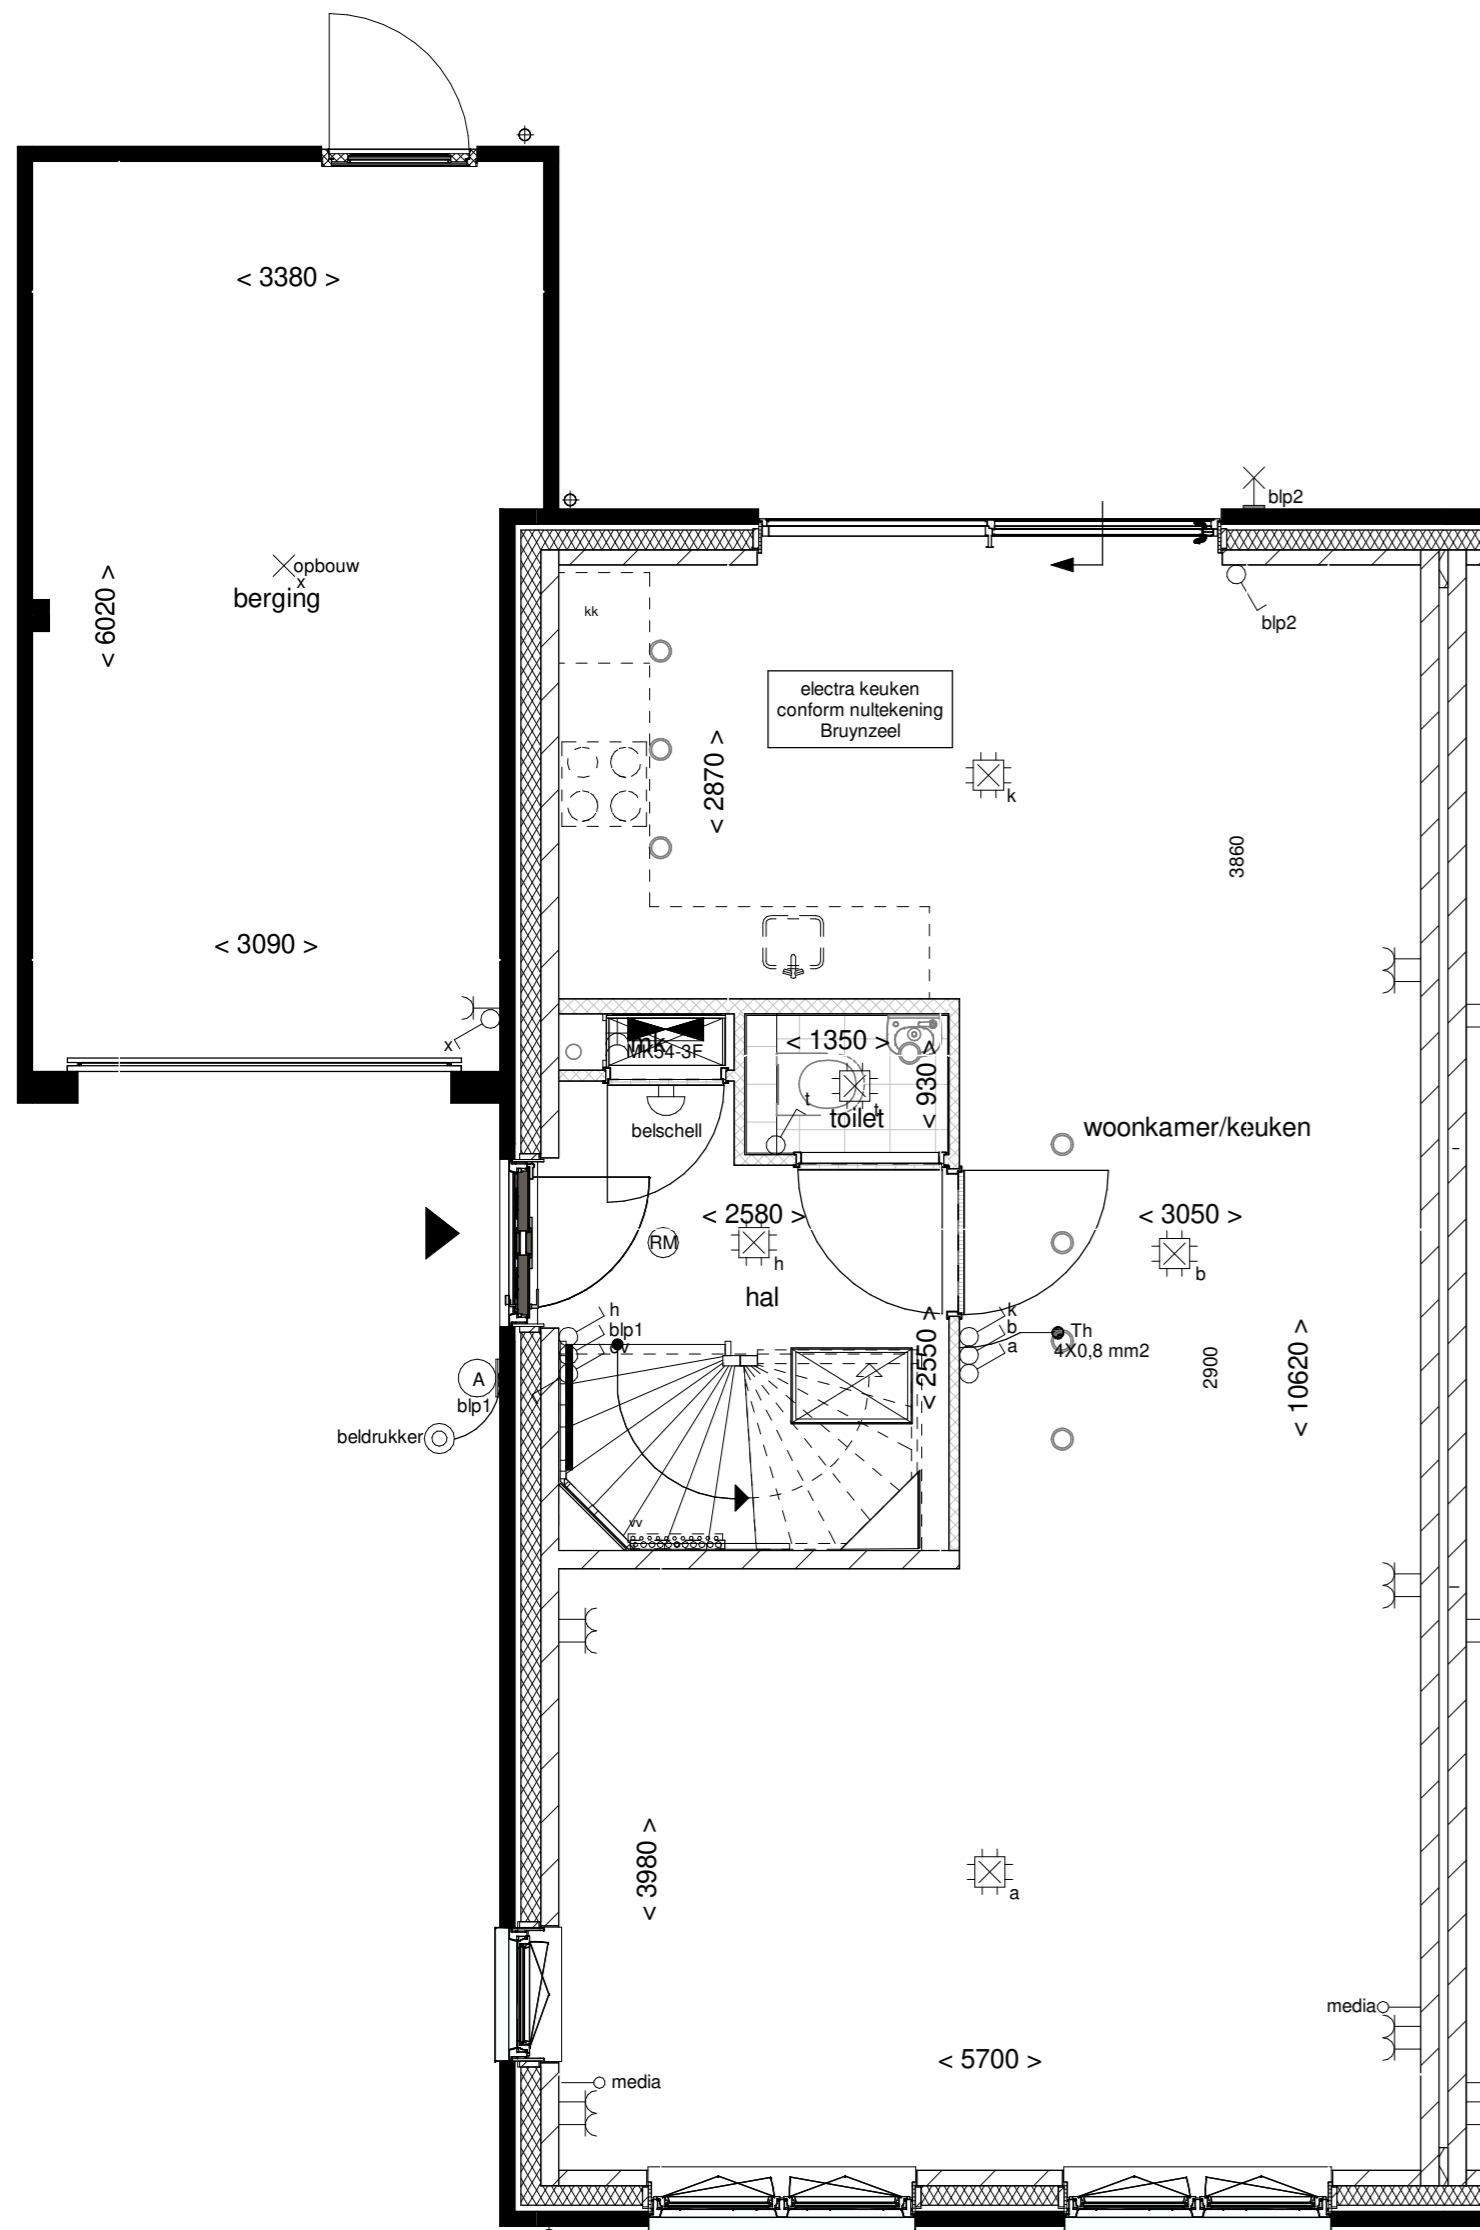 < 3380 >
blp2
opbouw
x
berging
< 6020 >
kk
blp2
electra keuken
conform nultekening
Bruynzeel
< 2870 >
k
3860
< 3090 >
x
mk
MK54-3F
< 1350 >
< 930 >
t
t
toilet
belschell
woonkamer/keuken
< 2580 >
< 3050 >
RM
h
b
hal
h
blp1
v
k
b
a
Th
4X0,8 mm2
< 2550 >
2900
< 10620 >
A
blp1
beldrukker
vv
< 3980 >
a
media
< 5700 >
media